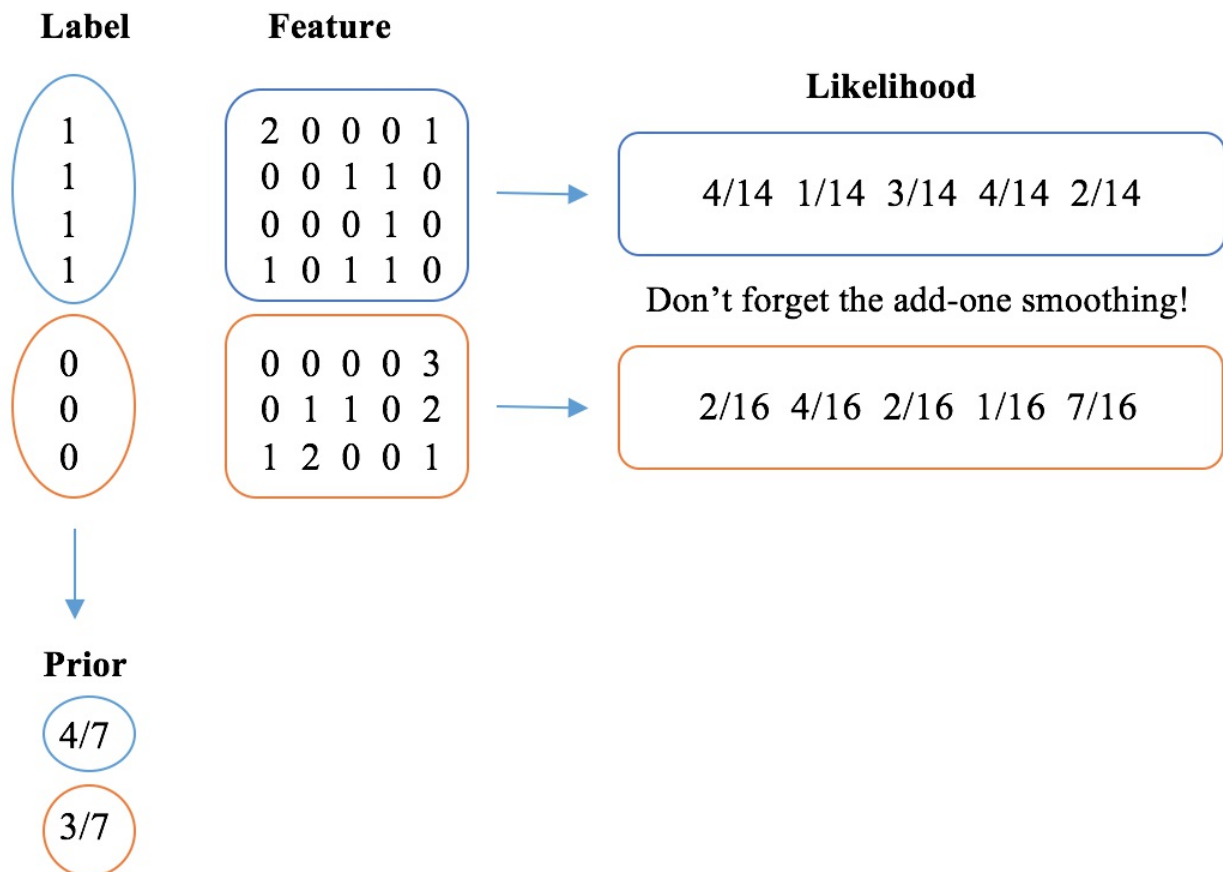 Label Feature
Likelihood
1 2 0 0 0 1
1 0 0 1 1 0
1 0 0 0 1 0
1 1 0 1 1 0
4/14 1/14 3/14 4/14 2/14
Don’t forget the add-one smoothing!
0 0 0 0 0 3
0 0 1 1 0 2
0 1 2 0 0 1
2/16 4/16 2/16 1/16 7/16
Prior
4/7
3/7